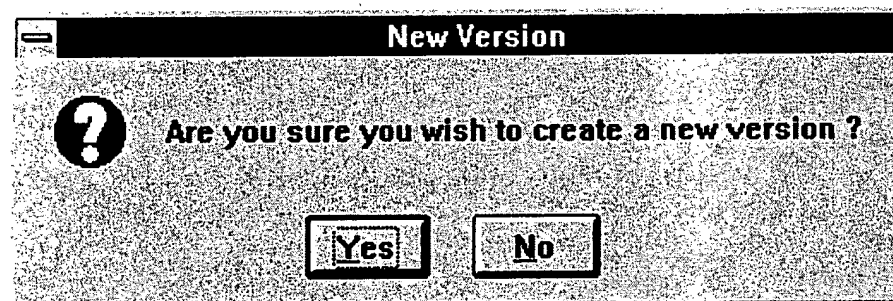 New Version
Are you sure you wish to create a new version ?
Yes
No